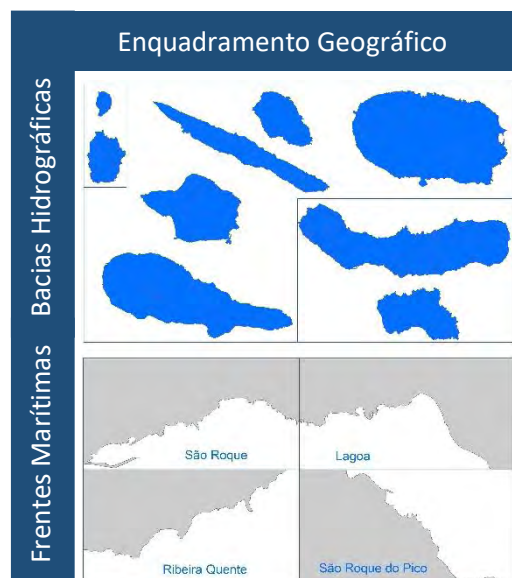 Enquadramento Geográfico
Bacias Hidrográficas
Frentes Marítimas
São Roque
Lagoa
Ribeira Quente
São Roque do Pico